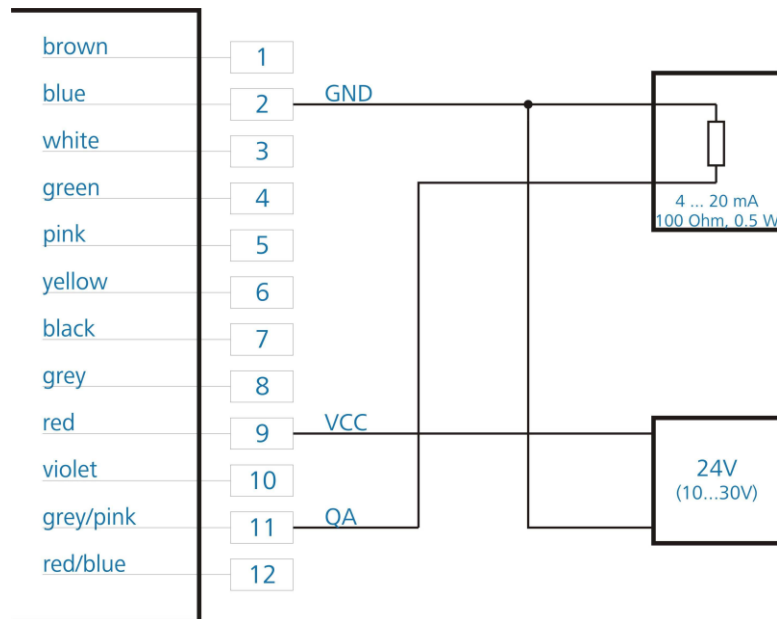 brown
1
blue
2
GND
white
3
green
4
pink
5
yellow
6
black
7
grey
8
red
9
VCC
violet
10
grey/pink
11
QA
red/blue
12
4 ... 20 mA
100 Ohm, 0.5 W
24V
(10...30V)